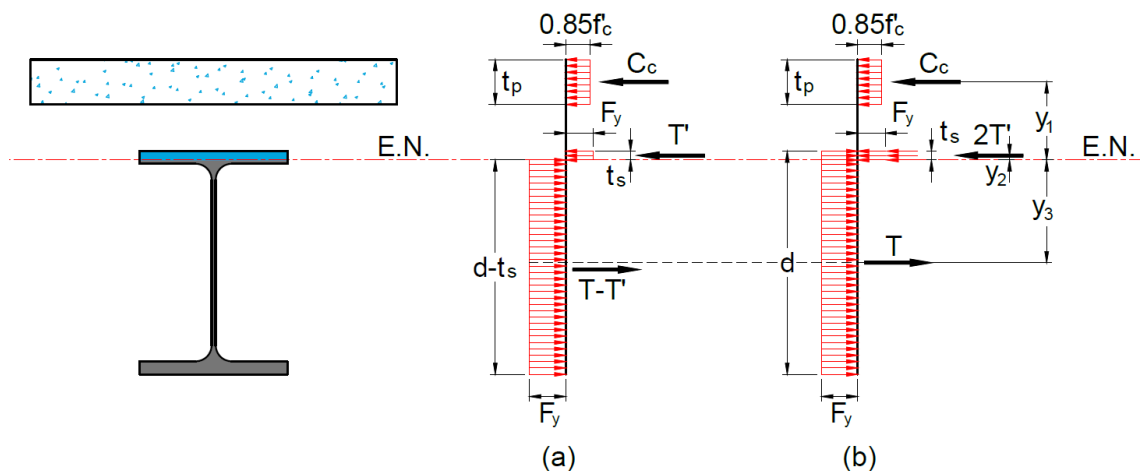 0.85f'c
0.85f'c
Cc
Cc
tp
tp
Fy
Fy
y1
E.N.
T'
ts
2T'
E.N.
ts
y2
y3
d-ts
T-T'
d
T
Fy
Fy
(a)
(b)